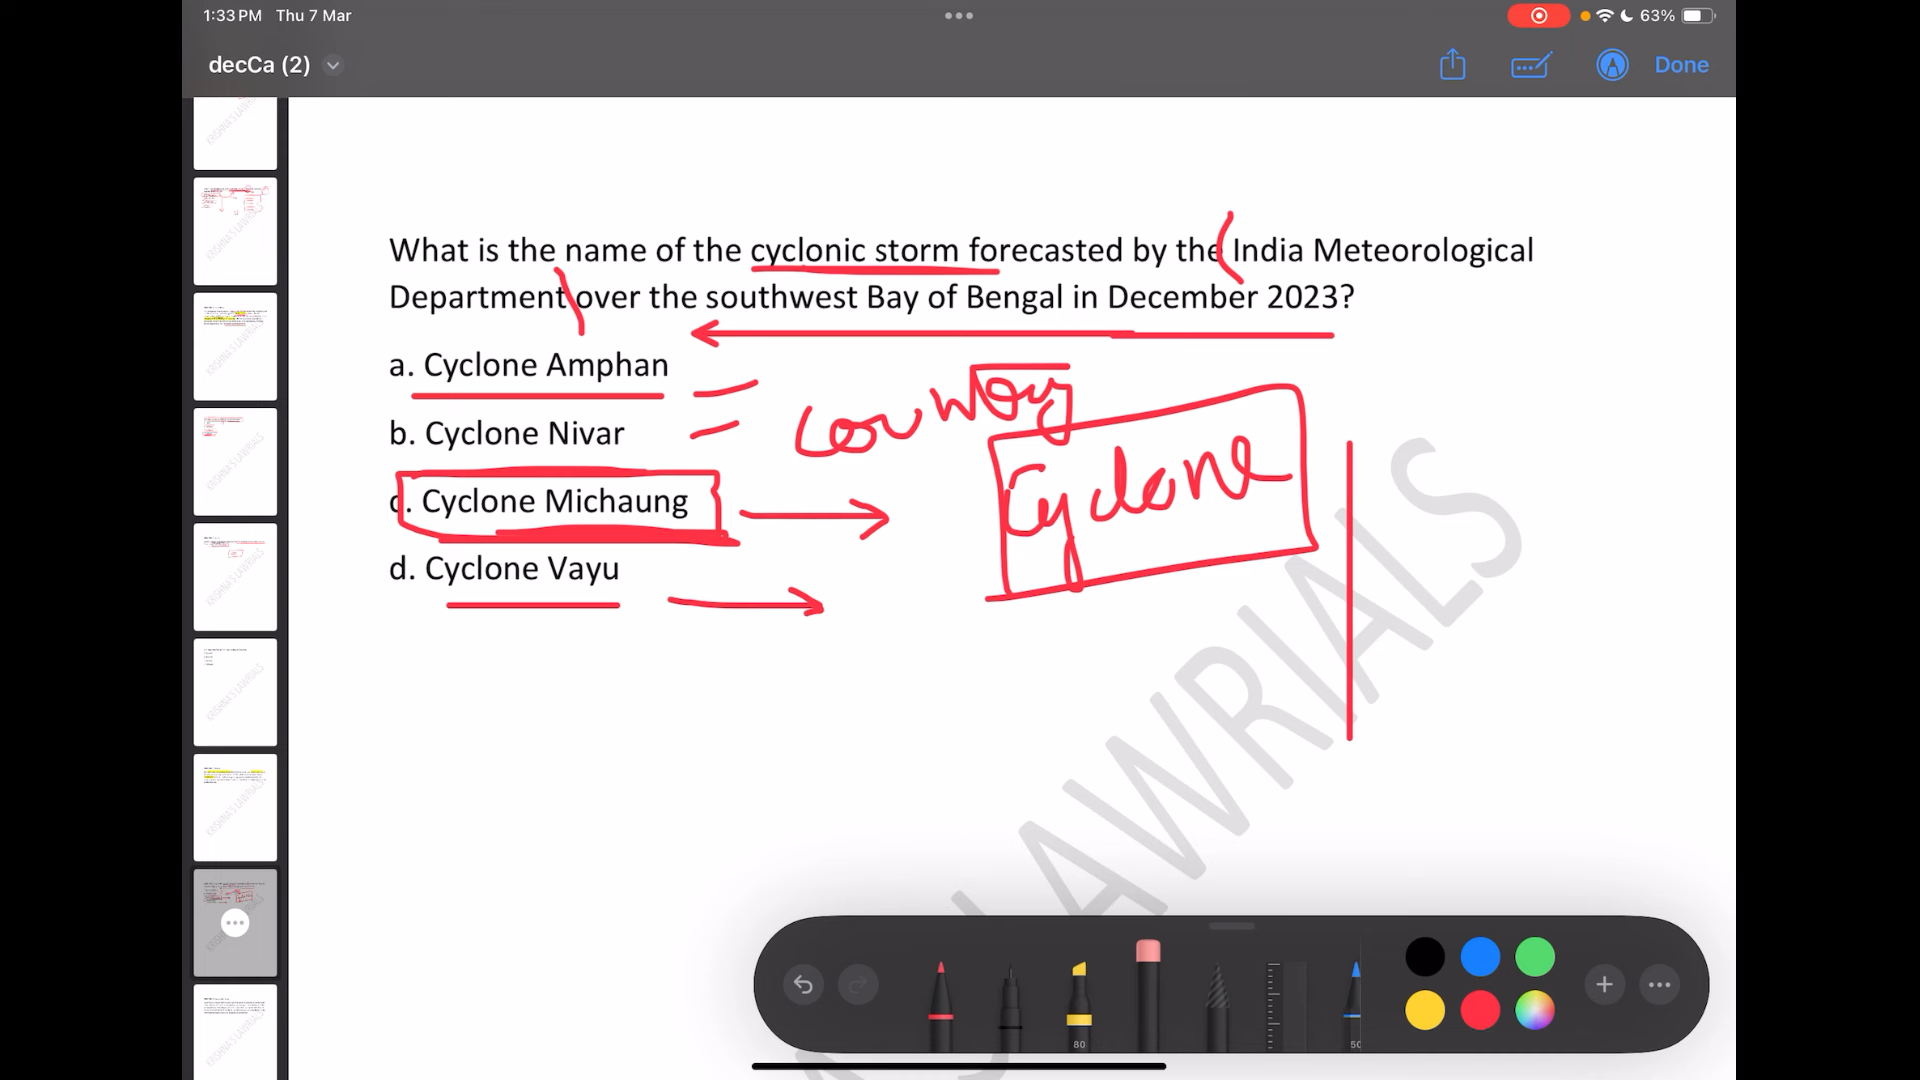 1:33 PM Thu 7 Mar
63%
decCa (2)
Done
What is the name of the cyclonic storm forecasted by the India Meteorological
Department over the southwest Bay of Bengal in December 2023?
a. Cyclone Amphan
b. Cyclone Nivar
c. Cyclone Michaung
d. Cyclone Vayu
country
Cyclone
LAWRIALS
80
50